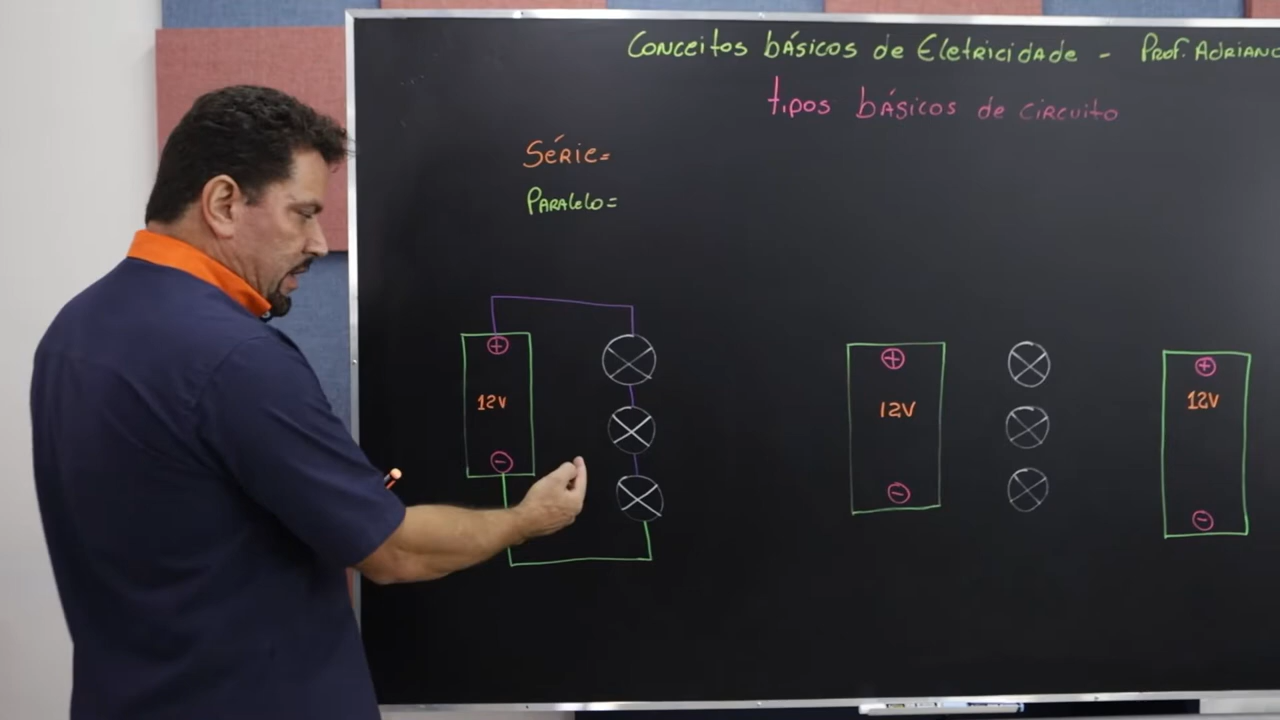 Conceitos básicos de Eletricidade - Prof. Adriano
tipos básicos de circuito
Série=
Paralelo=
+
12V
-
+
12V
-
+
12V
-